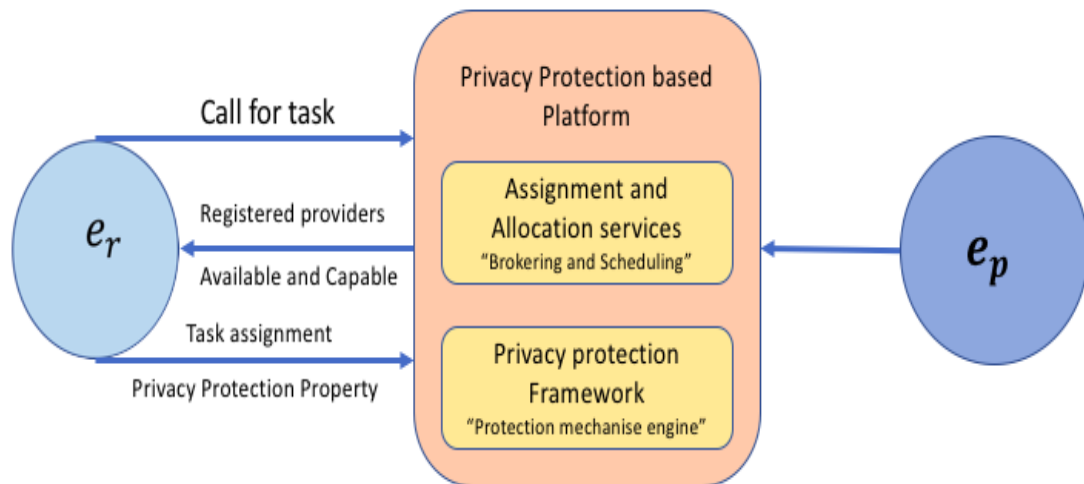 Call for task
e_r
Registered providers
Available and Capable
Task assignment
Privacy Protection Property
Privacy Protection based
Platform
Assignment and
Allocation services
“Brokering and Scheduling”
Privacy protection
Framework
“Protection mechanise engine”
e_p